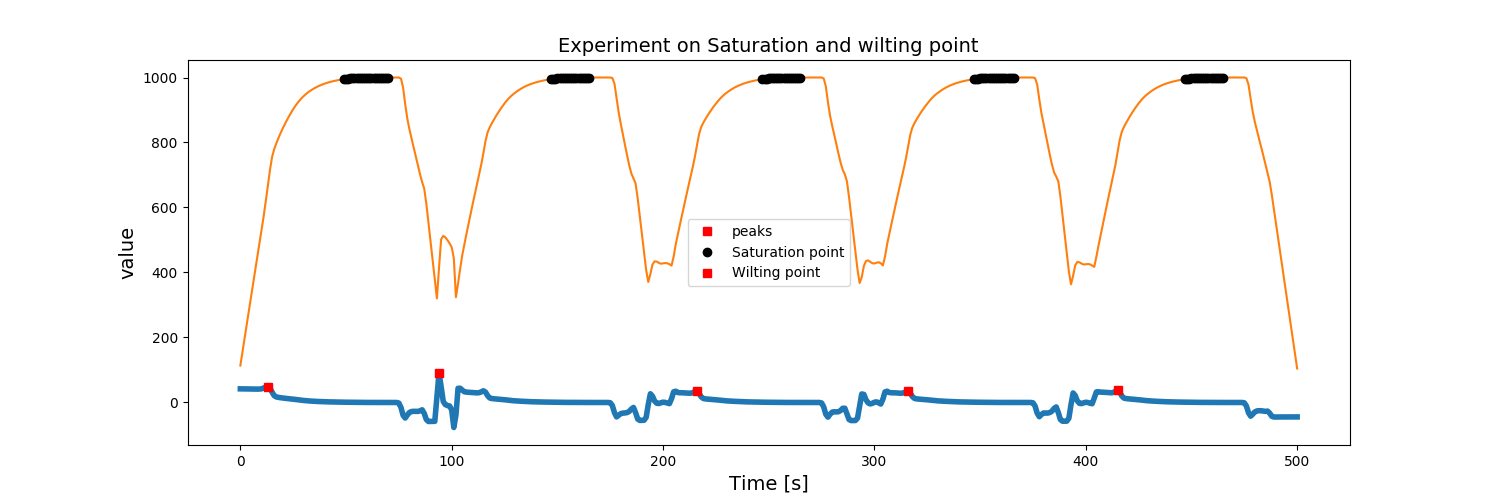 Experiment on Saturation and wilting point
1000
800
600
400
200
0
value
peaks
Saturation point
Wilting point
0 100 200 300 400 500
Time [s]